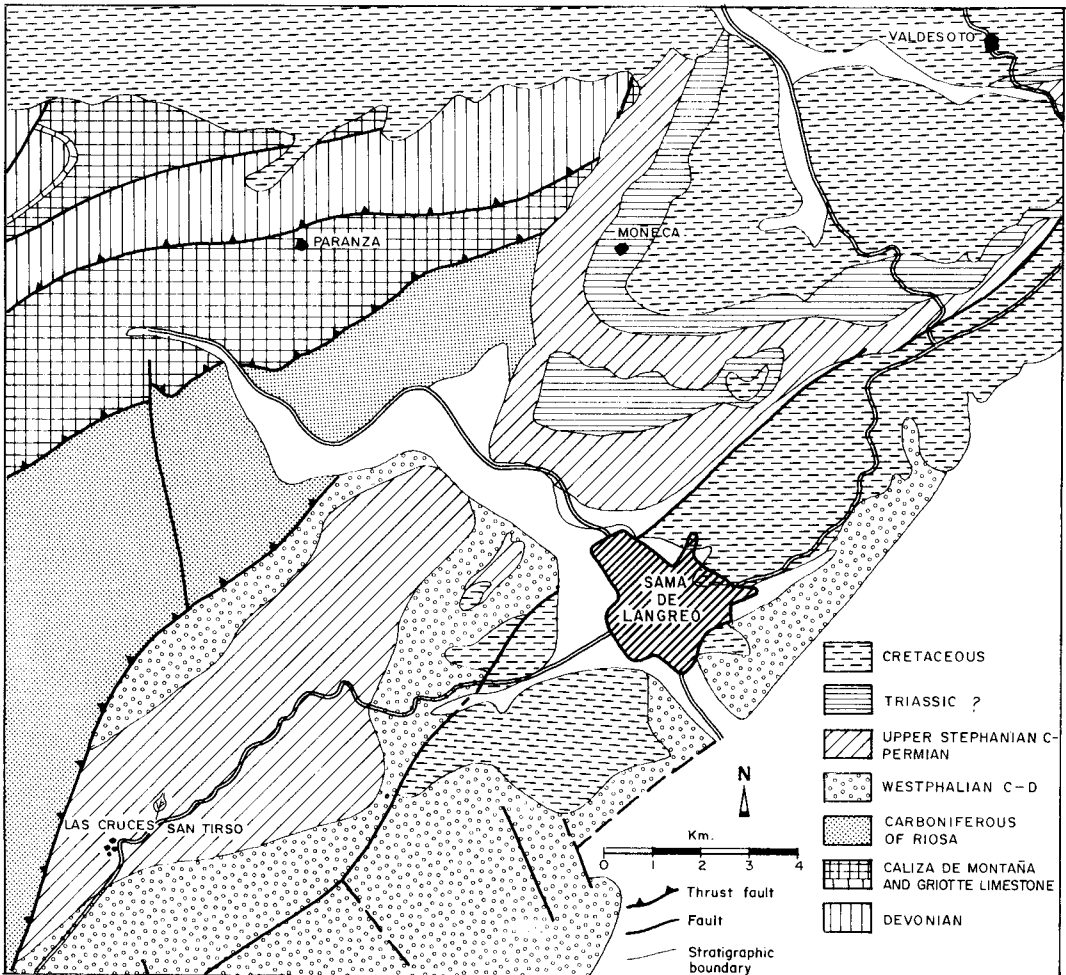 VALDESOTO
PARANZA
MOÑECA
SAMA
DE
LANGREO
LAS CRUCES SAN TIRSO
CRETACEOUS
TRIASSIC ?
UPPER STEPHANIAN C-
PERMIAN
WESTPHALIAN C-D
CARBONIFEROUS
OF RIOSA
CALIZA DE MONTAÑA
AND GRIOTTE LIMESTONE
DEVONIAN
N
Km.
0 1 2 3 4
Thrust fault
Fault
Stratigraphic
boundary